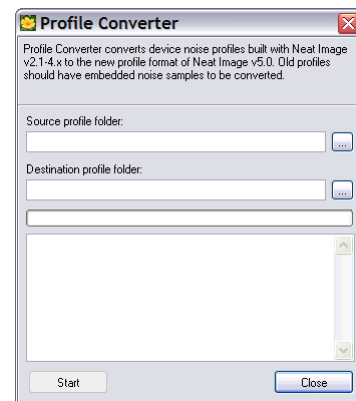 Profile Converter
Profile Converter converts device noise profiles built with Neat Image
v2.1-4.x to the new profile format of Neat Image v5.0. Old profiles
should have embedded noise samples to be converted.
Source profile folder:
...
Destination profile folder:
...
Start
Close